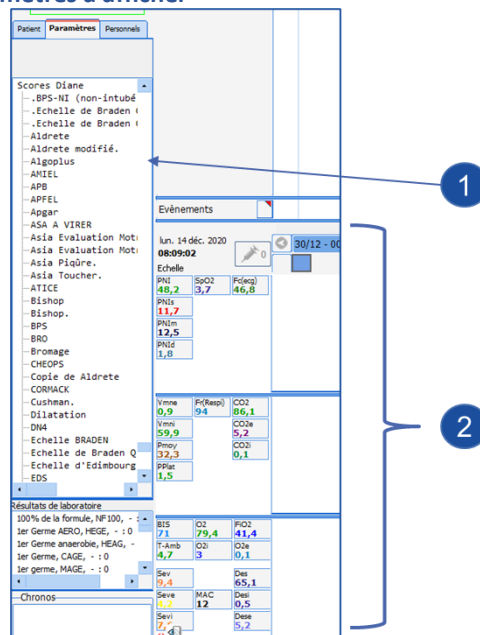 mètres à afficher
Patient Paramètres Personnels
Scores Diane
.BPS-NI (non-intubé
.Echelle de Braden
.Echelle de Braden
Aldrete
Aldrete modifié.
Algoplus
AMIEL
APB
APFEL
Apgar
ASA A VIRER
Asia Evaluation Mot
Asia Evaluation Mot
Asia Piqûre.
Asia Toucher.
ATICE
Bishop
Bishop.
BPS
BRO
Bromage
CHEOPS
Copie de Aldrete
CORMACK
Cushman.
Dilatation
DN4
Echelle BRADEN
Echelle de Braden Q
Echelle d'Edimbourg
EDS
Résultats de laboratoire
100% de la formule, NF100, - :
1er Germe AERO, HEGE, - : 0
1er Germe anaerobie, HEAG, -
1er Germe, CAGE, - : 0
1er germe, MAGE, - : 0
Chronos
1
Evènements
lun. 14 déc. 2020
08:09:02
0
30/12 - 00
Echelle
PNI SpO2 Fc(ecg)
48,2 3,7 46,8
PNIs
11,7
PNIm
12,5
PNId
1,8
Vmne Fr(Respi) CO2
0,9 94 86,1
Vmni CO2e
59,9 5,2
Pmoy CO2i
32,3 0,1
PPlat
1,5
BIS O2 FiO2
71 79,4 41,4
T-Amb O2i O2e
4,7 3 0,1
Sev Des
9,4 65,1
Seve MAC Desi
4,2 12 0,5
Sevi Dese
5,2
2